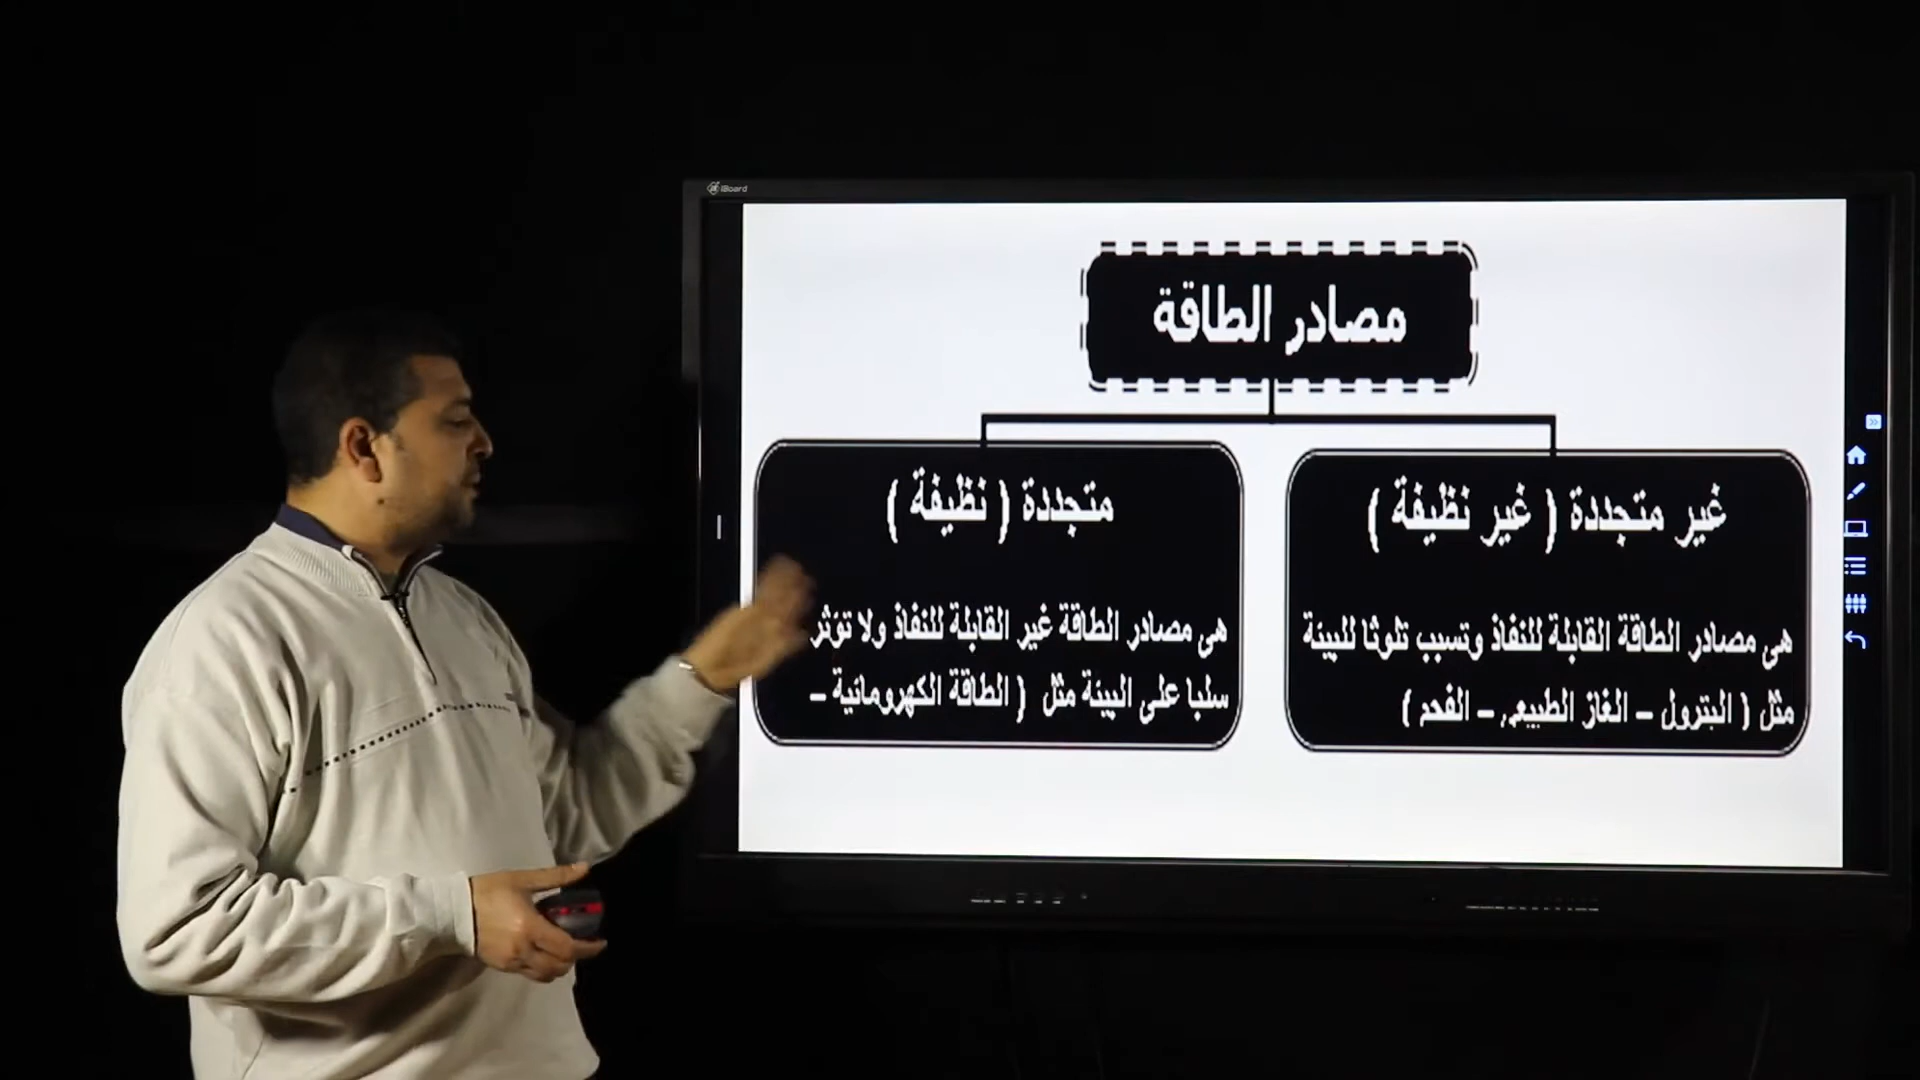 iBoard
مصادر الطاقة
غير متجددة ( غير نظيفة )
هى مصادر الطاقة القابلة للنفاذ وتسبب تلوثا للبيئة
مثل ( البترول – الغاز الطبيعى – الفحم )
متجددة ( نظيفة )
هى مصادر الطاقة غير القابلة للنفاذ ولا تؤثر
سلبا على البيئة مثل ( الطاقة الكهرومائية –